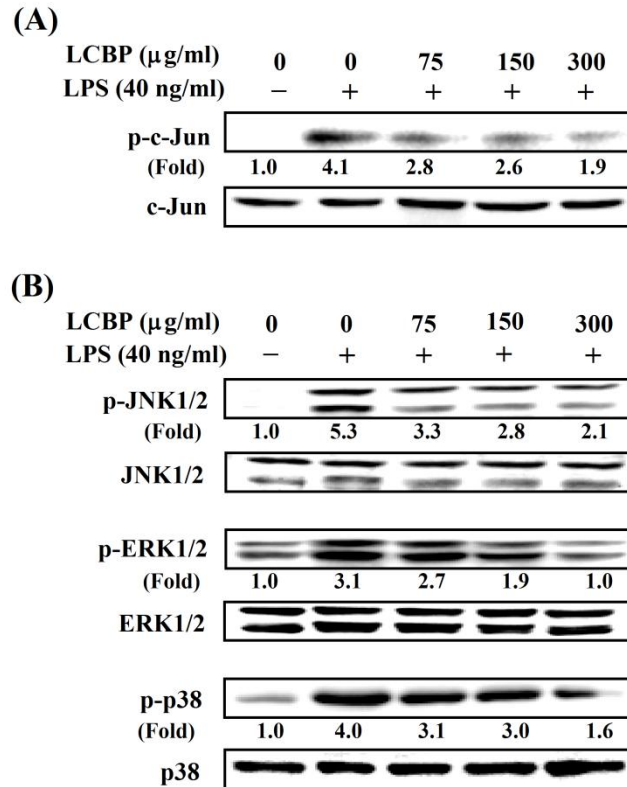 (A)
LCBP (μg/ml) 0 0 75 150 300
LPS (40 ng/ml) − + + + +
p-c-Jun
(Fold) 1.0 4.1 2.8 2.6 1.9
c-Jun
(B)
LCBP (μg/ml) 0 0 75 150 300
LPS (40 ng/ml) − + + + +
p-JNK1/2
(Fold) 1.0 5.3 3.3 2.8 2.1
JNK1/2
p-ERK1/2
(Fold) 1.0 3.1 2.7 1.9 1.0
ERK1/2
p-p38
(Fold) 1.0 4.0 3.1 3.0 1.6
p38